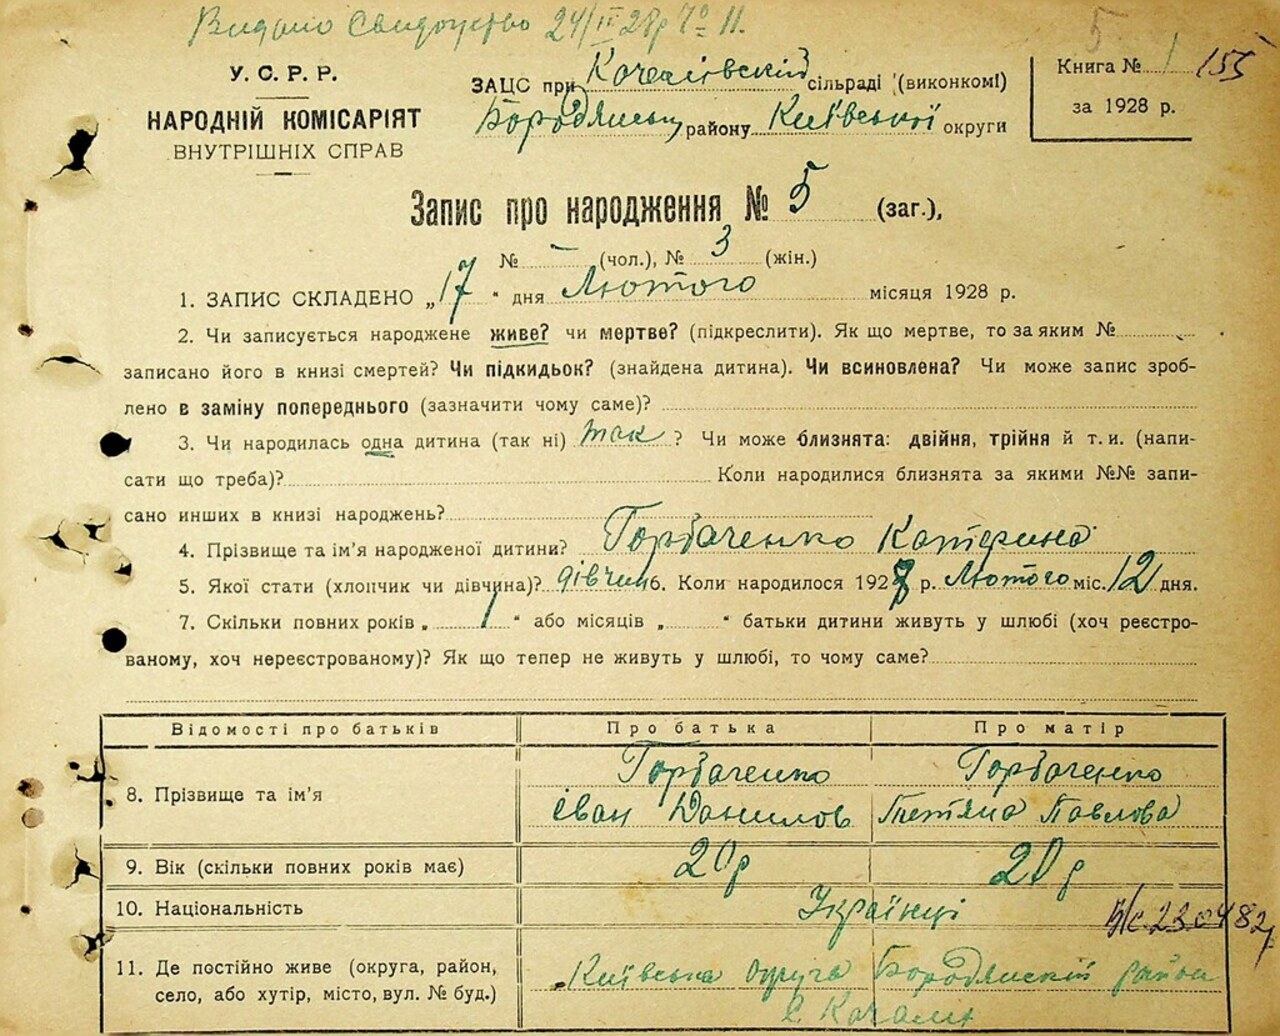 Видано Свидоцтво 24/II 28р
5
У. С. Р. Р.
НАРОДНІЙ КОМІСАРІЯТ
ВНУТРІШНІХ СПРАВ
ЗАЦС при Кочалівській сільраді (виконкомі)
Бородянськ. району Київської округи
Книга № 1 155
за 1928 р.
Запис про народження № 5 (заг.),
№ – (чол.), № 3 (жін.)
1. ЗАПИС СКЛАДЕНО „17 “ дня Лютого місяця 1928 р.
2. Чи записується народжене живе? чи мертве? (підкреслити). Як що мертве, то за яким №
записано його в книзі смертей? Чи підкидьок? (знайдена дитина). Чи всиновлена? Чи може запис зроб-
лено в заміну попереднього (зазначити чому саме)?
3. Чи народилась одна дитина (так ні) так ? Чи може близнята: двійня, трійня й т. и. (напи-
сати що треба)? Коли народилися близнята за якими №№ запи-
сано инших в книзі народжень?
4. Прізвище та ім'я народженої дитини? Горбаченко Катерина
5. Якої стати (хлопчик чи дівчина)? дівчин 6. Коли народилося 1928 р. Лютого міс. 12 дня.
7. Скільки повних років „ 1 “ або місяців „ “ батьки дитини живуть у шлюбі (хоч реєстро-
ваному, хоч нереєстрованому)? Як що тепер не живуть у шлюбі, то чому саме?
Відомості про батьків Про батька Про матір
8. Прізвище та ім'я Горбаченко Іван Данилов Горбаченко Тетяна Павлова
9. Вік (скільки повних років має) 20р 20р
10. Національність Українці
11. Де постійно живе (округа, район,
село, або хутір, місто, вул. № буд.) Київська округа Бородянскій район
с. Кочали